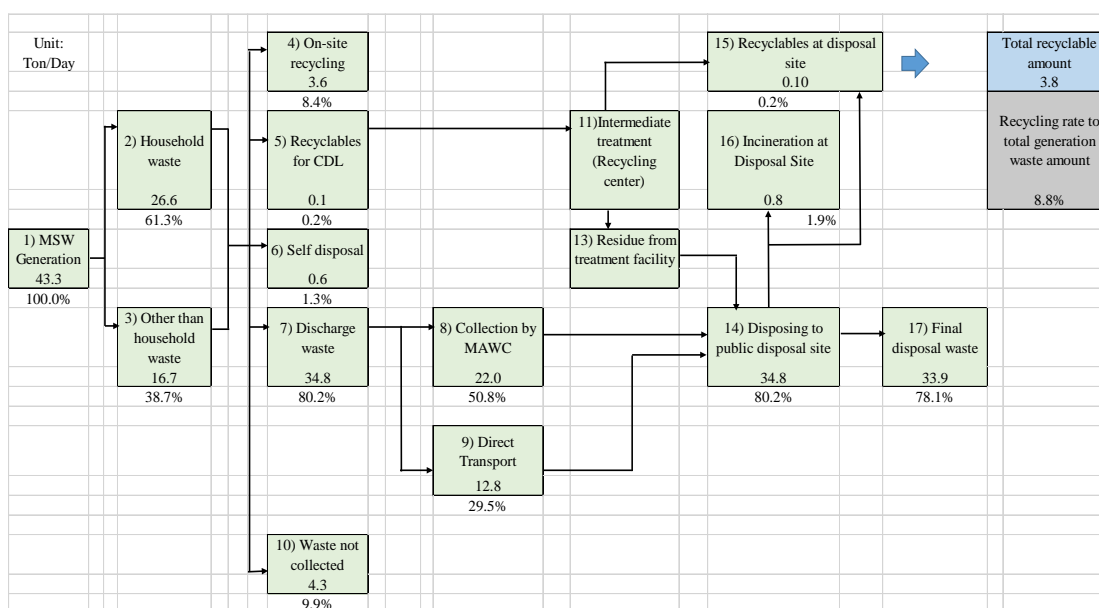 Unit:
Ton/Day
4) On-site
recycling
3.6
8.4%
15) Recyclables at disposal
site
0.10
0.2%
Total recyclable
amount
3.8
Recycling rate to
total generation
waste amount
8.8%
2) Household
waste
26.6
61.3%
5) Recyclables
for CDL
0.1
0.2%
11)Intermediate
treatment
(Recycling
center)
16) Incineration at
Disposal Site
0.8
1.9%
1) MSW
Generation
43.3
100.0%
6) Self disposal
0.6
1.3%
13) Residue from
treatment facility
3) Other than
household
waste
16.7
38.7%
7) Discharge
waste
34.8
80.2%
8) Collection by
MAWC
22.0
50.8%
14) Disposing to
public disposal site
34.8
80.2%
17) Final
disposal waste
33.9
78.1%
9) Direct
Transport
12.8
29.5%
10) Waste not
collected
4.3
9.9%